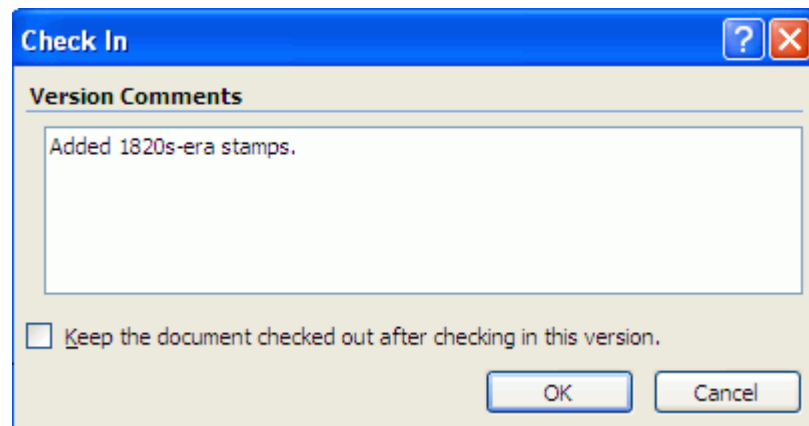 Check In
Version Comments
Added 1820s-era stamps.
Keep the document checked out after checking in this version.
OK Cancel